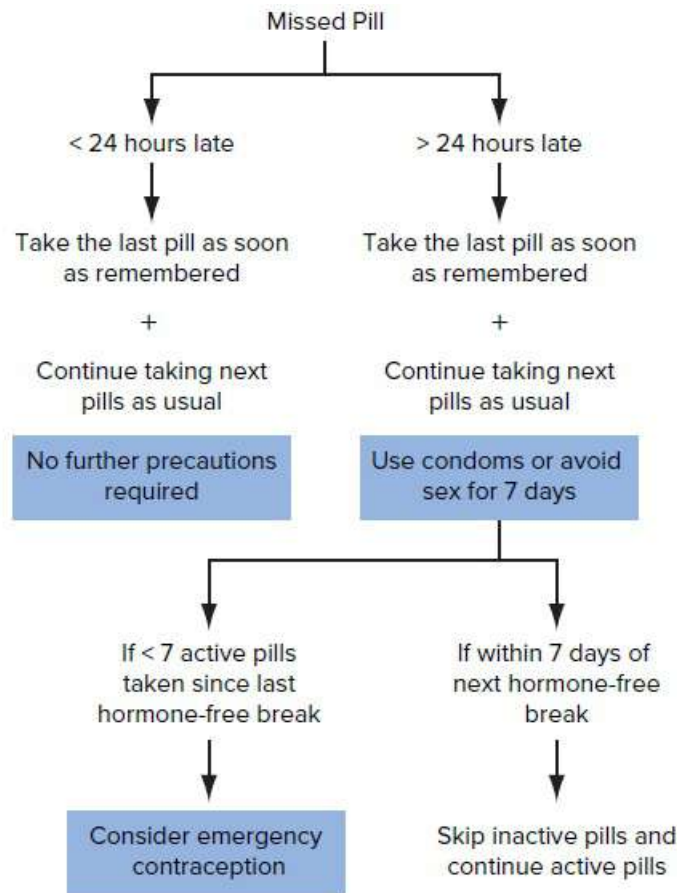 Missed Pill
< 24 hours late
> 24 hours late
Take the last pill as soon
as remembered
Take the last pill as soon
as remembered
+
+
Continue taking next
pills as usual
Continue taking next
pills as usual
No further precautions
required
Use condoms or avoid
sex for 7 days
If < 7 active pills
taken since last
hormone-free break
If within 7 days of
next hormone-free
break
Consider emergency
contraception
Skip inactive pills and
continue active pills